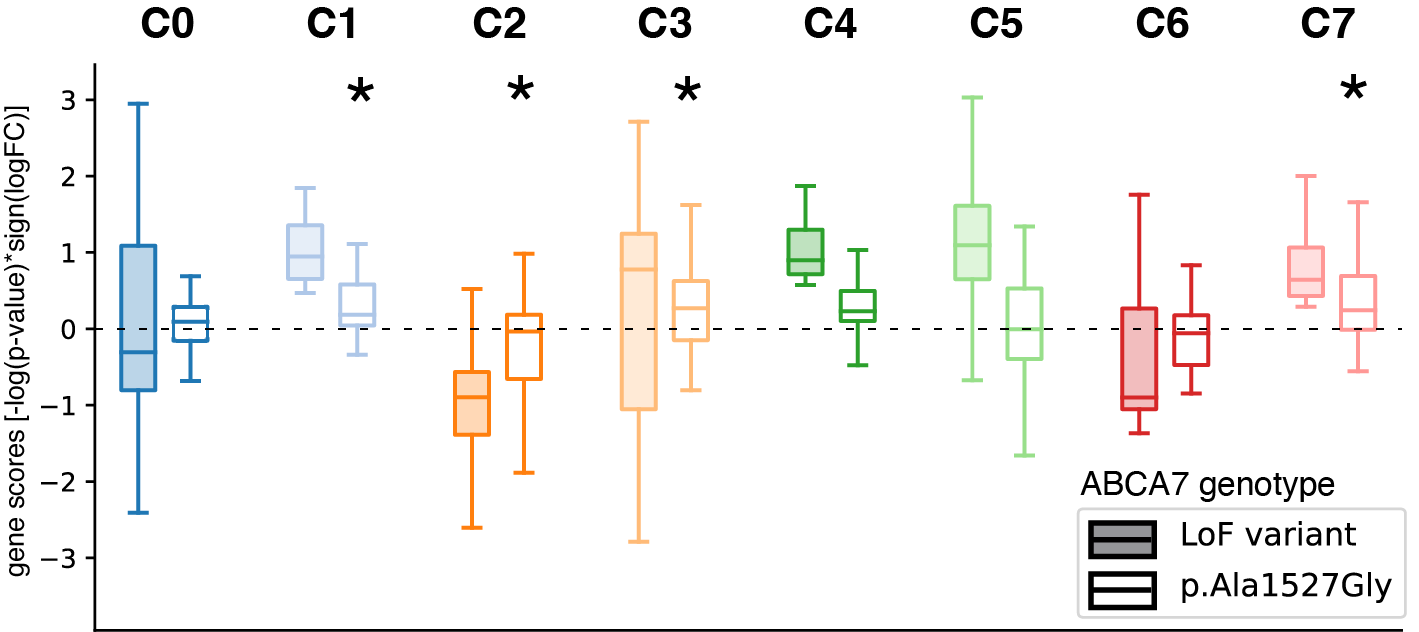 C0 C1 C2 C3 C4 C5 C6 C7
* * * *
gene scores [-log(p-value)*sign(logFC)]
3
2
1
0
−1
−2
−3
ABCA7 genotype
LoF variant
p.Ala1527Gly